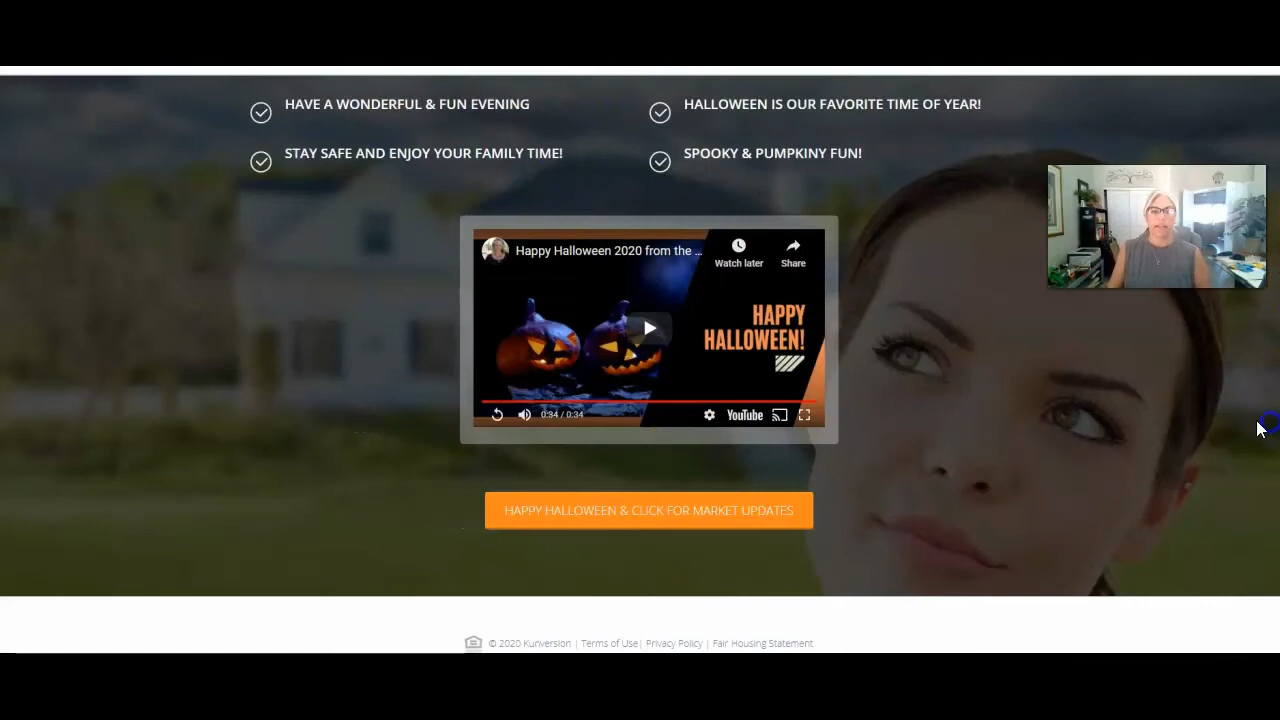 HAVE A WONDERFUL & FUN EVENING
HALLOWEEN IS OUR FAVORITE TIME OF YEAR!
STAY SAFE AND ENJOY YOUR FAMILY TIME!
SPOOKY & PUMPKINY FUN!
Happy Halloween 2020 from the ...
Watch later
Share
HAPPY
HALLOWEEN!
0:34 / 0:34
YouTube
HAPPY HALLOWEEN & CLICK FOR MARKET UPDATES
© 2020 Kunversion | Terms of Use| Privacy Policy | Fair Housing Statement